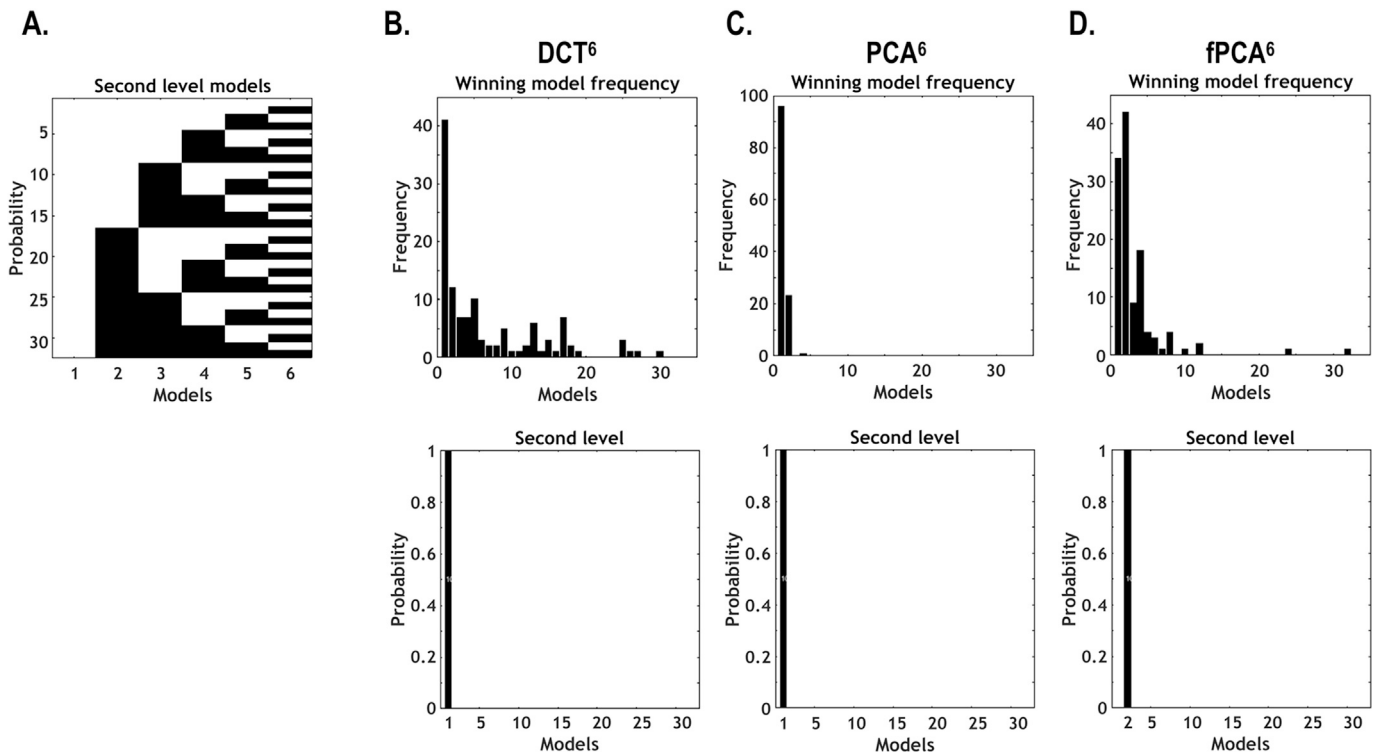 A.
Second level models
5
10
15
20
25
30
Probability
1 2 3 4 5 6
Models
B.
DCT⁶
Winning model frequency
40
30
20
10
0
Frequency
0 10 20 30
Models
Second level
1
0.8
0.6
0.4
0.2
0
Probability
1 5 10 15 20 25 30
Models
C.
PCA⁶
Winning model frequency
100
80
60
40
20
0
Frequency
0 10 20 30
Models
Second level
1
0.8
0.6
0.4
0.2
0
Probability
1 5 10 15 20 25 30
Models
D.
fPCA⁶
Winning model frequency
40
30
20
10
0
Frequency
0 10 20 30
Models
Second level
1
0.8
0.6
0.4
0.2
0
Probability
2 5 10 15 20 25 30
Models